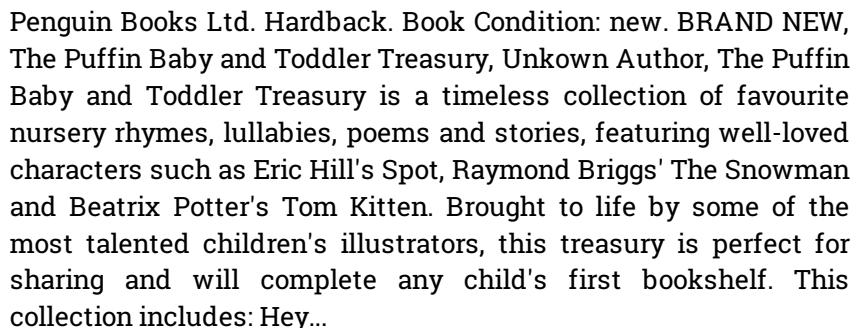 Penguin Books Ltd. Hardback. Book Condition: new. BRAND NEW,
The Puffin Baby and Toddler Treasury, Unkown Author, The Puffin
Baby and Toddler Treasury is a timeless collection of favourite
nursery rhymes, lullabies, poems and stories, featuring well-loved
characters such as Eric Hill's Spot, Raymond Briggs' The Snowman
and Beatrix Potter's Tom Kitten. Brought to life by some of the
most talented children's illustrators, this treasury is perfect for
sharing and will complete any child's first bookshelf. This
collection includes: Hey...